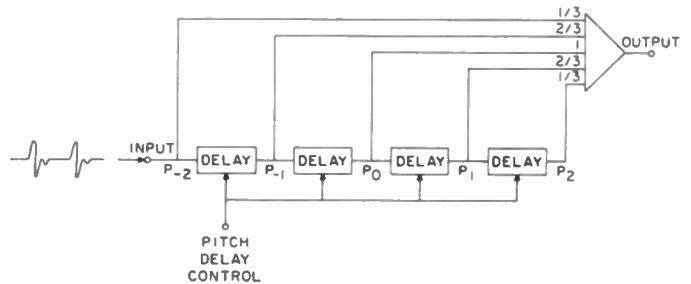 1/3
2/3
1
2/3
1/3
OUTPUT
INPUT
DELAY
DELAY
DELAY
DELAY
P-2
P-1
P0
P1
P2
PITCH
DELAY
CONTROL